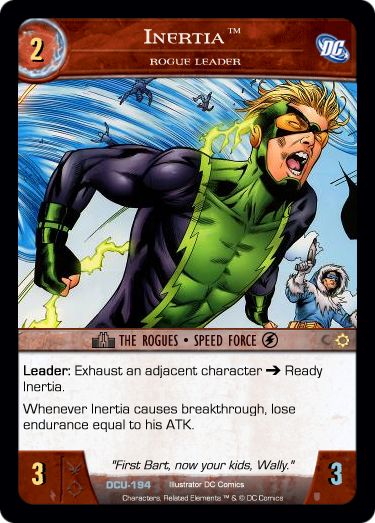 2
INERTIA™
DC
ROGUE LEADER
THE ROGUES • SPEED FORCE
C
Leader: Exhaust an adjacent character ➔ Ready
Inertia.
Whenever Inertia causes breakthrough, lose
endurance equal to his ATK.
"First Bart, now your kids, Wally."
3
DCU-194 Illustrator DC Comics
3
Characters, Related Elements ™ & © DC Comics